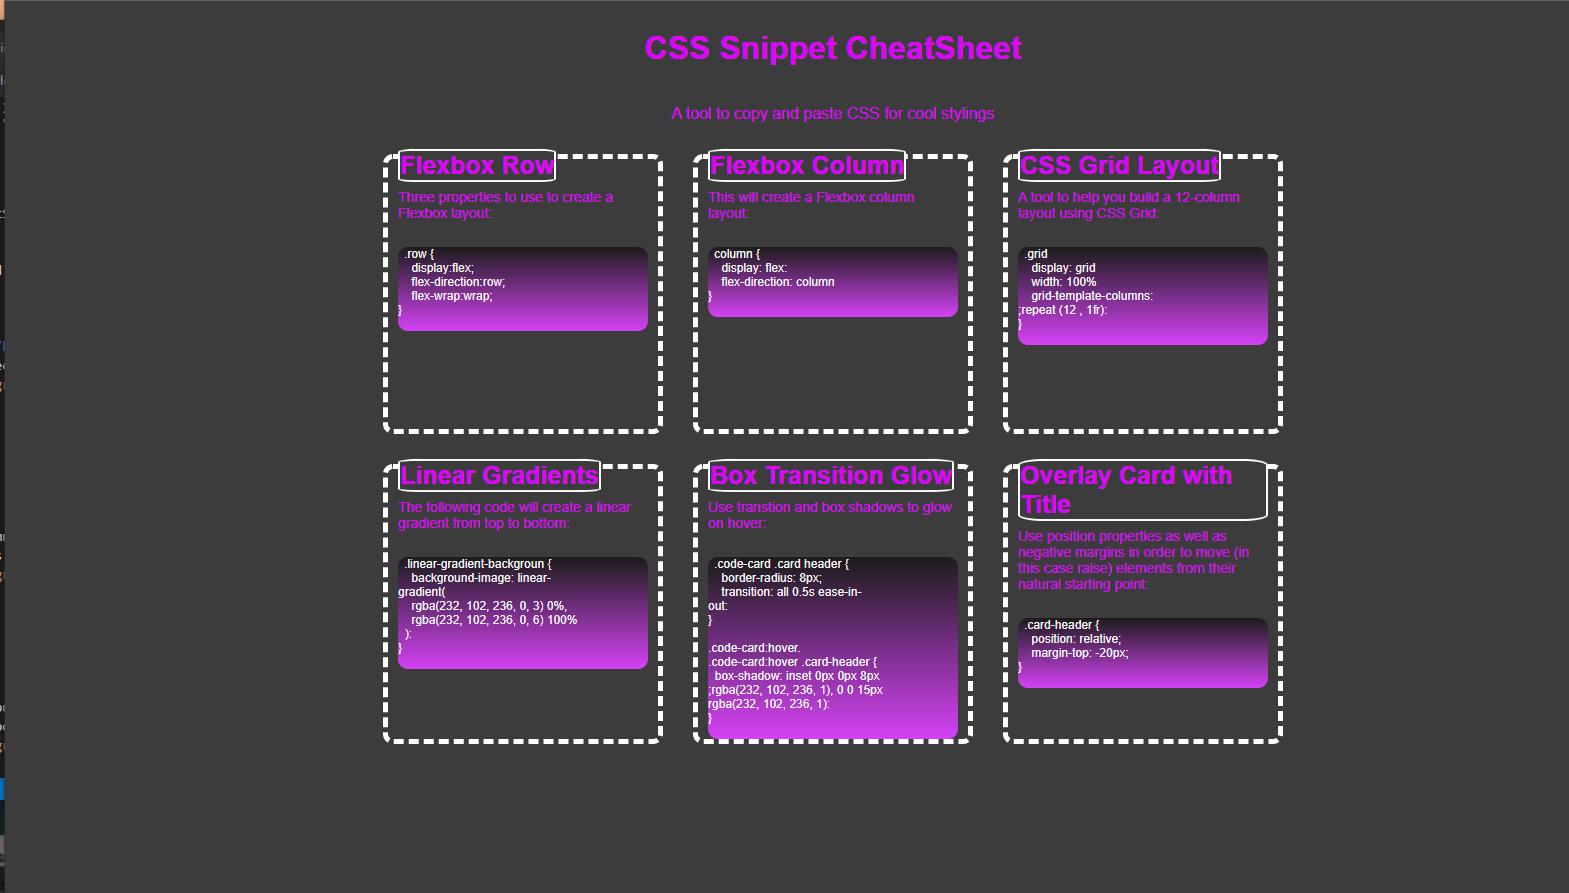 CSS Snippet CheatSheet
A tool to copy and paste CSS for cool stylings
Flexbox Row
Three properties to use to create a
Flexbox layout:
.row {
display:flex;
flex-direction:row;
flex-wrap:wrap;
}
Flexbox Column
This will create a Flexbox column
layout:
column {
display: flex:
flex-direction: column
}
CSS Grid Layout
A tool to help you build a 12-column
layout using CSS Grid:
.grid
display: grid
width: 100%
grid-template-columns:
;repeat (12 , 1fr):
}
Linear Gradients
The following code will create a linear
gradient from top to bottom:
.linear-gradient-backgroun {
background-image: linear-
gradient(
rgba(232, 102, 236, 0, 3) 0%,
rgba(232, 102, 236, 0, 6) 100%
):
}
Box Transition Glow
Use transtion and box shadows to glow
on hover:
.code-card .card header {
border-radius: 8px;
transition: all 0.5s ease-in-
out:
}
.code-card:hover.
.code-card:hover .card-header {
box-shadow: inset 0px 0px 8px
;rgba(232, 102, 236, 1), 0 0 15px
rgba(232, 102, 236, 1):
}
Overlay Card with
Title
Use position properties as well as
negative margins in order to move (in
this case raise) elements from their
natural starting point:
.card-header {
position: relative;
margin-top: -20px;
}